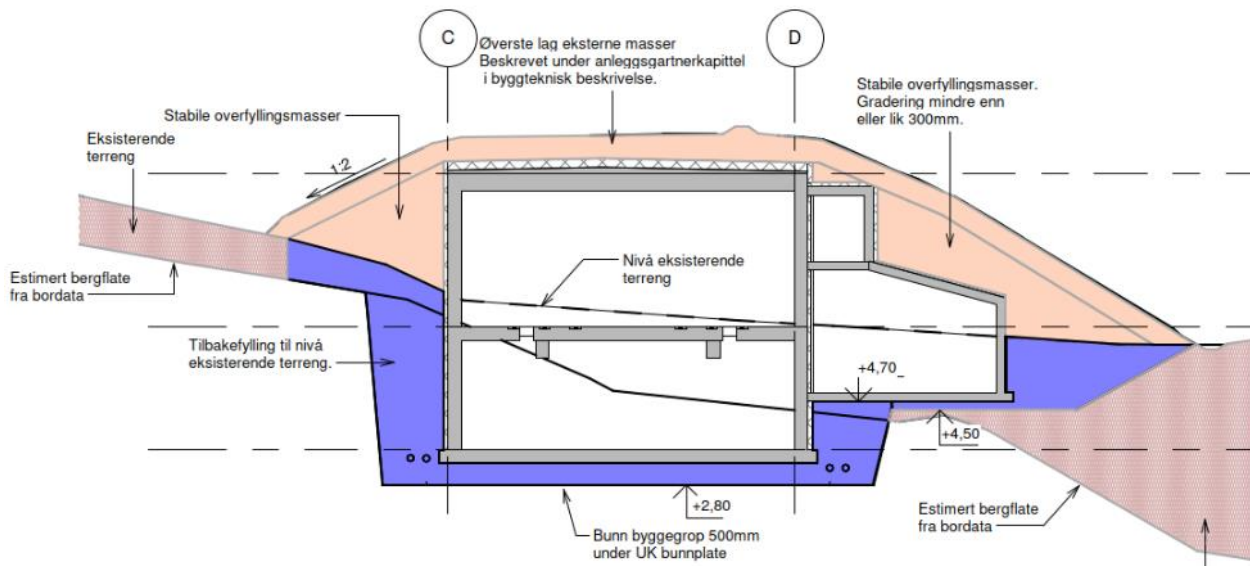 C
D
Øverste lag eksterne masser
Beskrevet under anleggsgartnerkapittel
i byggteknisk beskrivelse.
Stabile overfyllingsmasser.
Gradering mindre enn
eller lik 300mm.
Stabile overfyllingsmasser
Eksisterende
terreng
1:2
Nivå eksisterende
terreng
Estimert bergflate
fra bordata
Tilbakefylling til nivå
eksisterende terreng.
+4,70
+4,50
+2,80
Estimert bergflate
fra bordata
Bunn byggegrop 500mm
under UK bunnplate